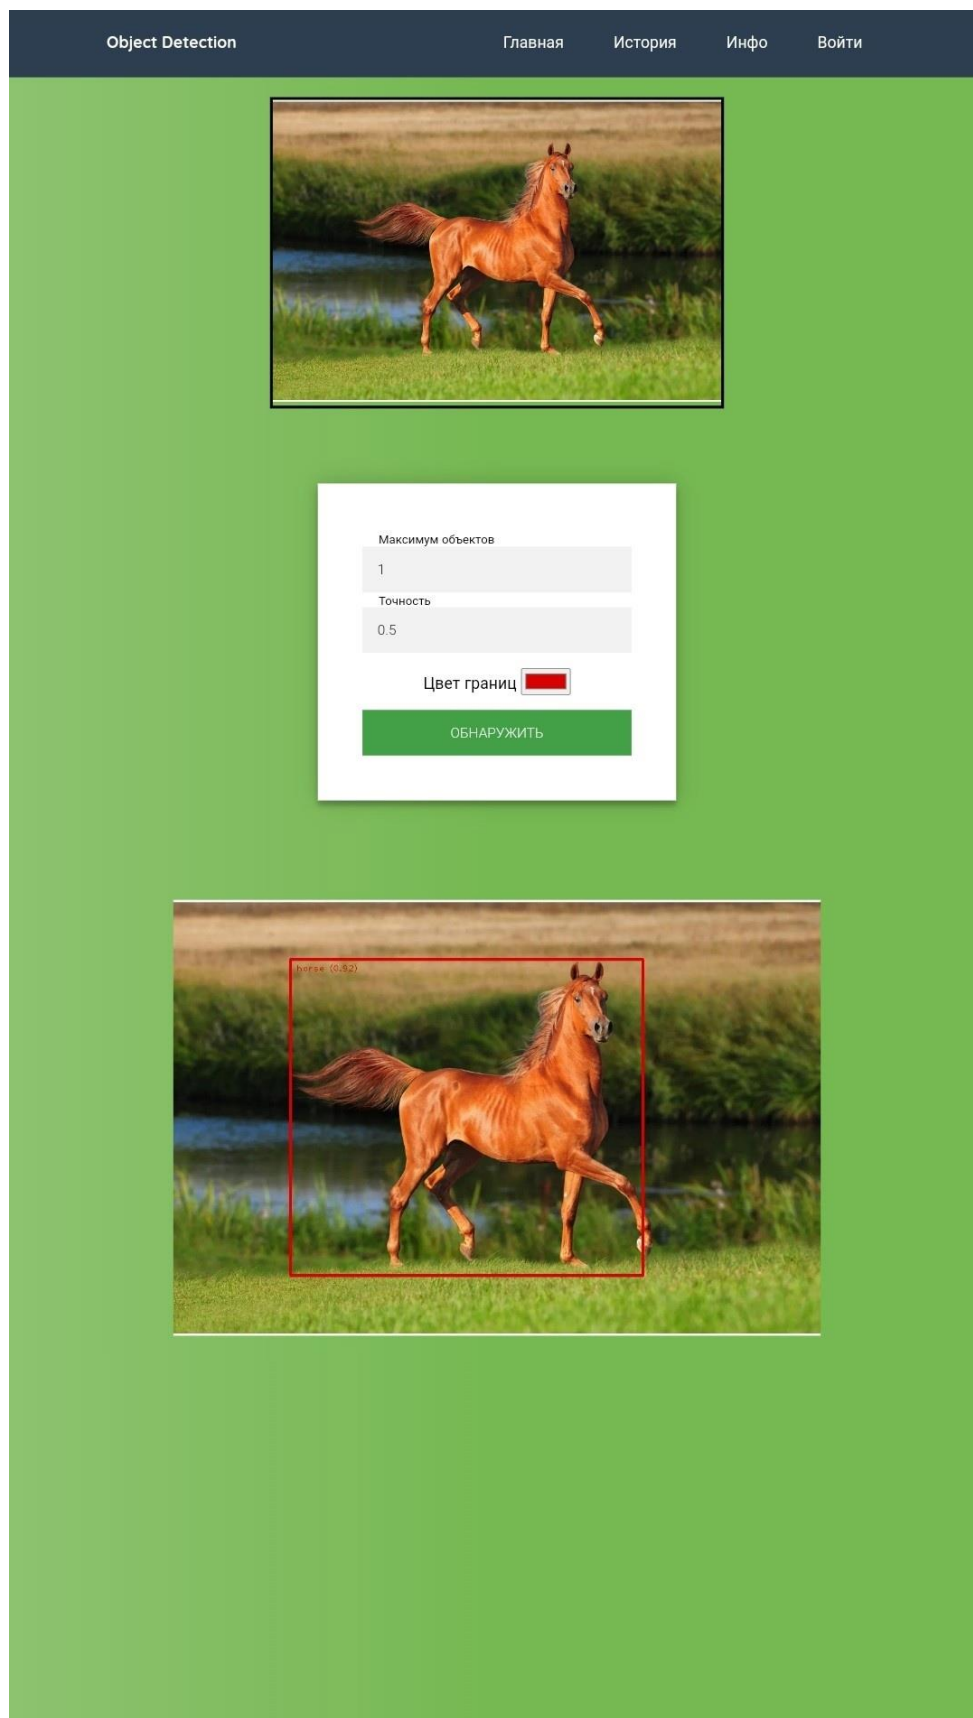 Object Detection
Главная
История
Инфо
Войти
Максимум объектов
1
Точность
0.5
Цвет границ
ОБНАРУЖИТЬ
horse (0.92)